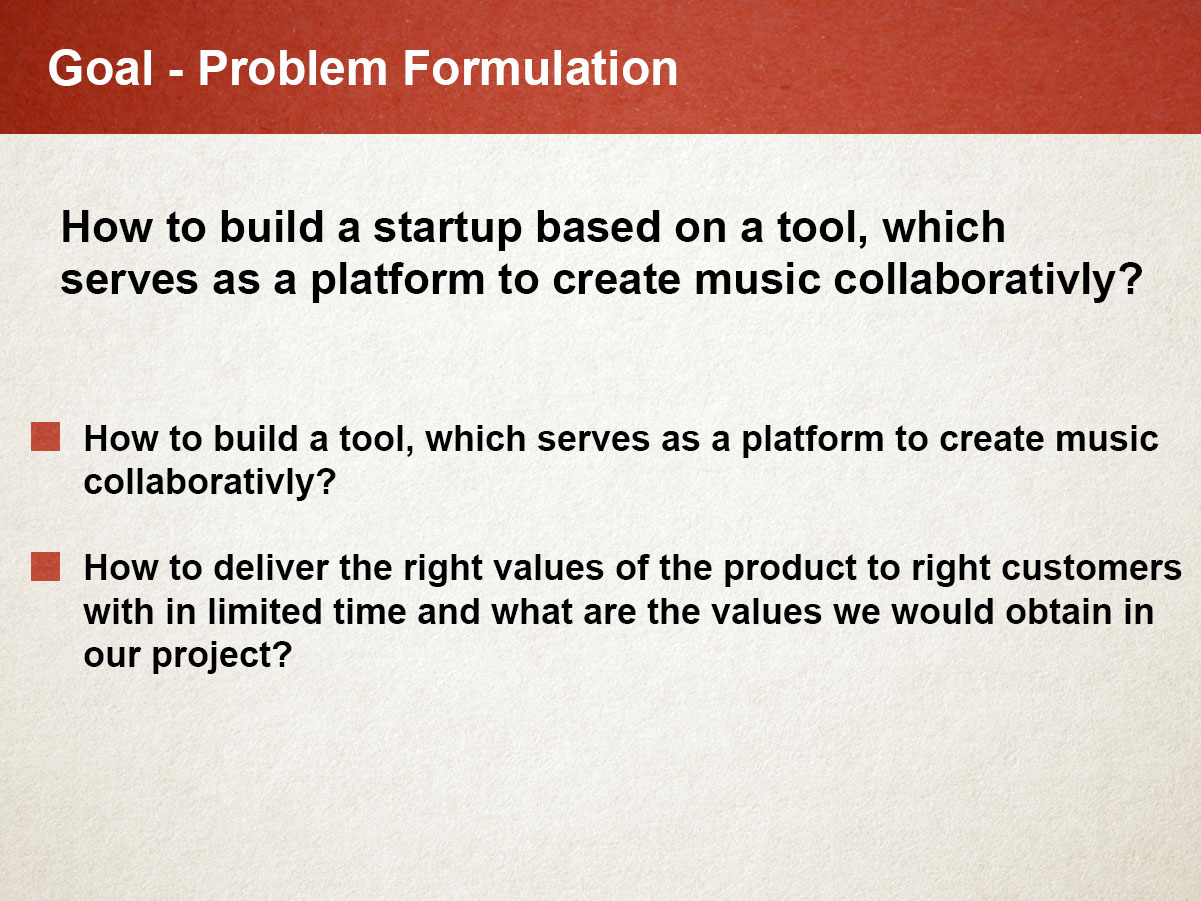 Goal - Problem Formulation
How to build a startup based on a tool, which
serves as a platform to create music collaborativly?
How to build a tool, which serves as a platform to create music
collaborativly?
How to deliver the right values of the product to right customers
with in limited time and what are the values we would obtain in
our project?